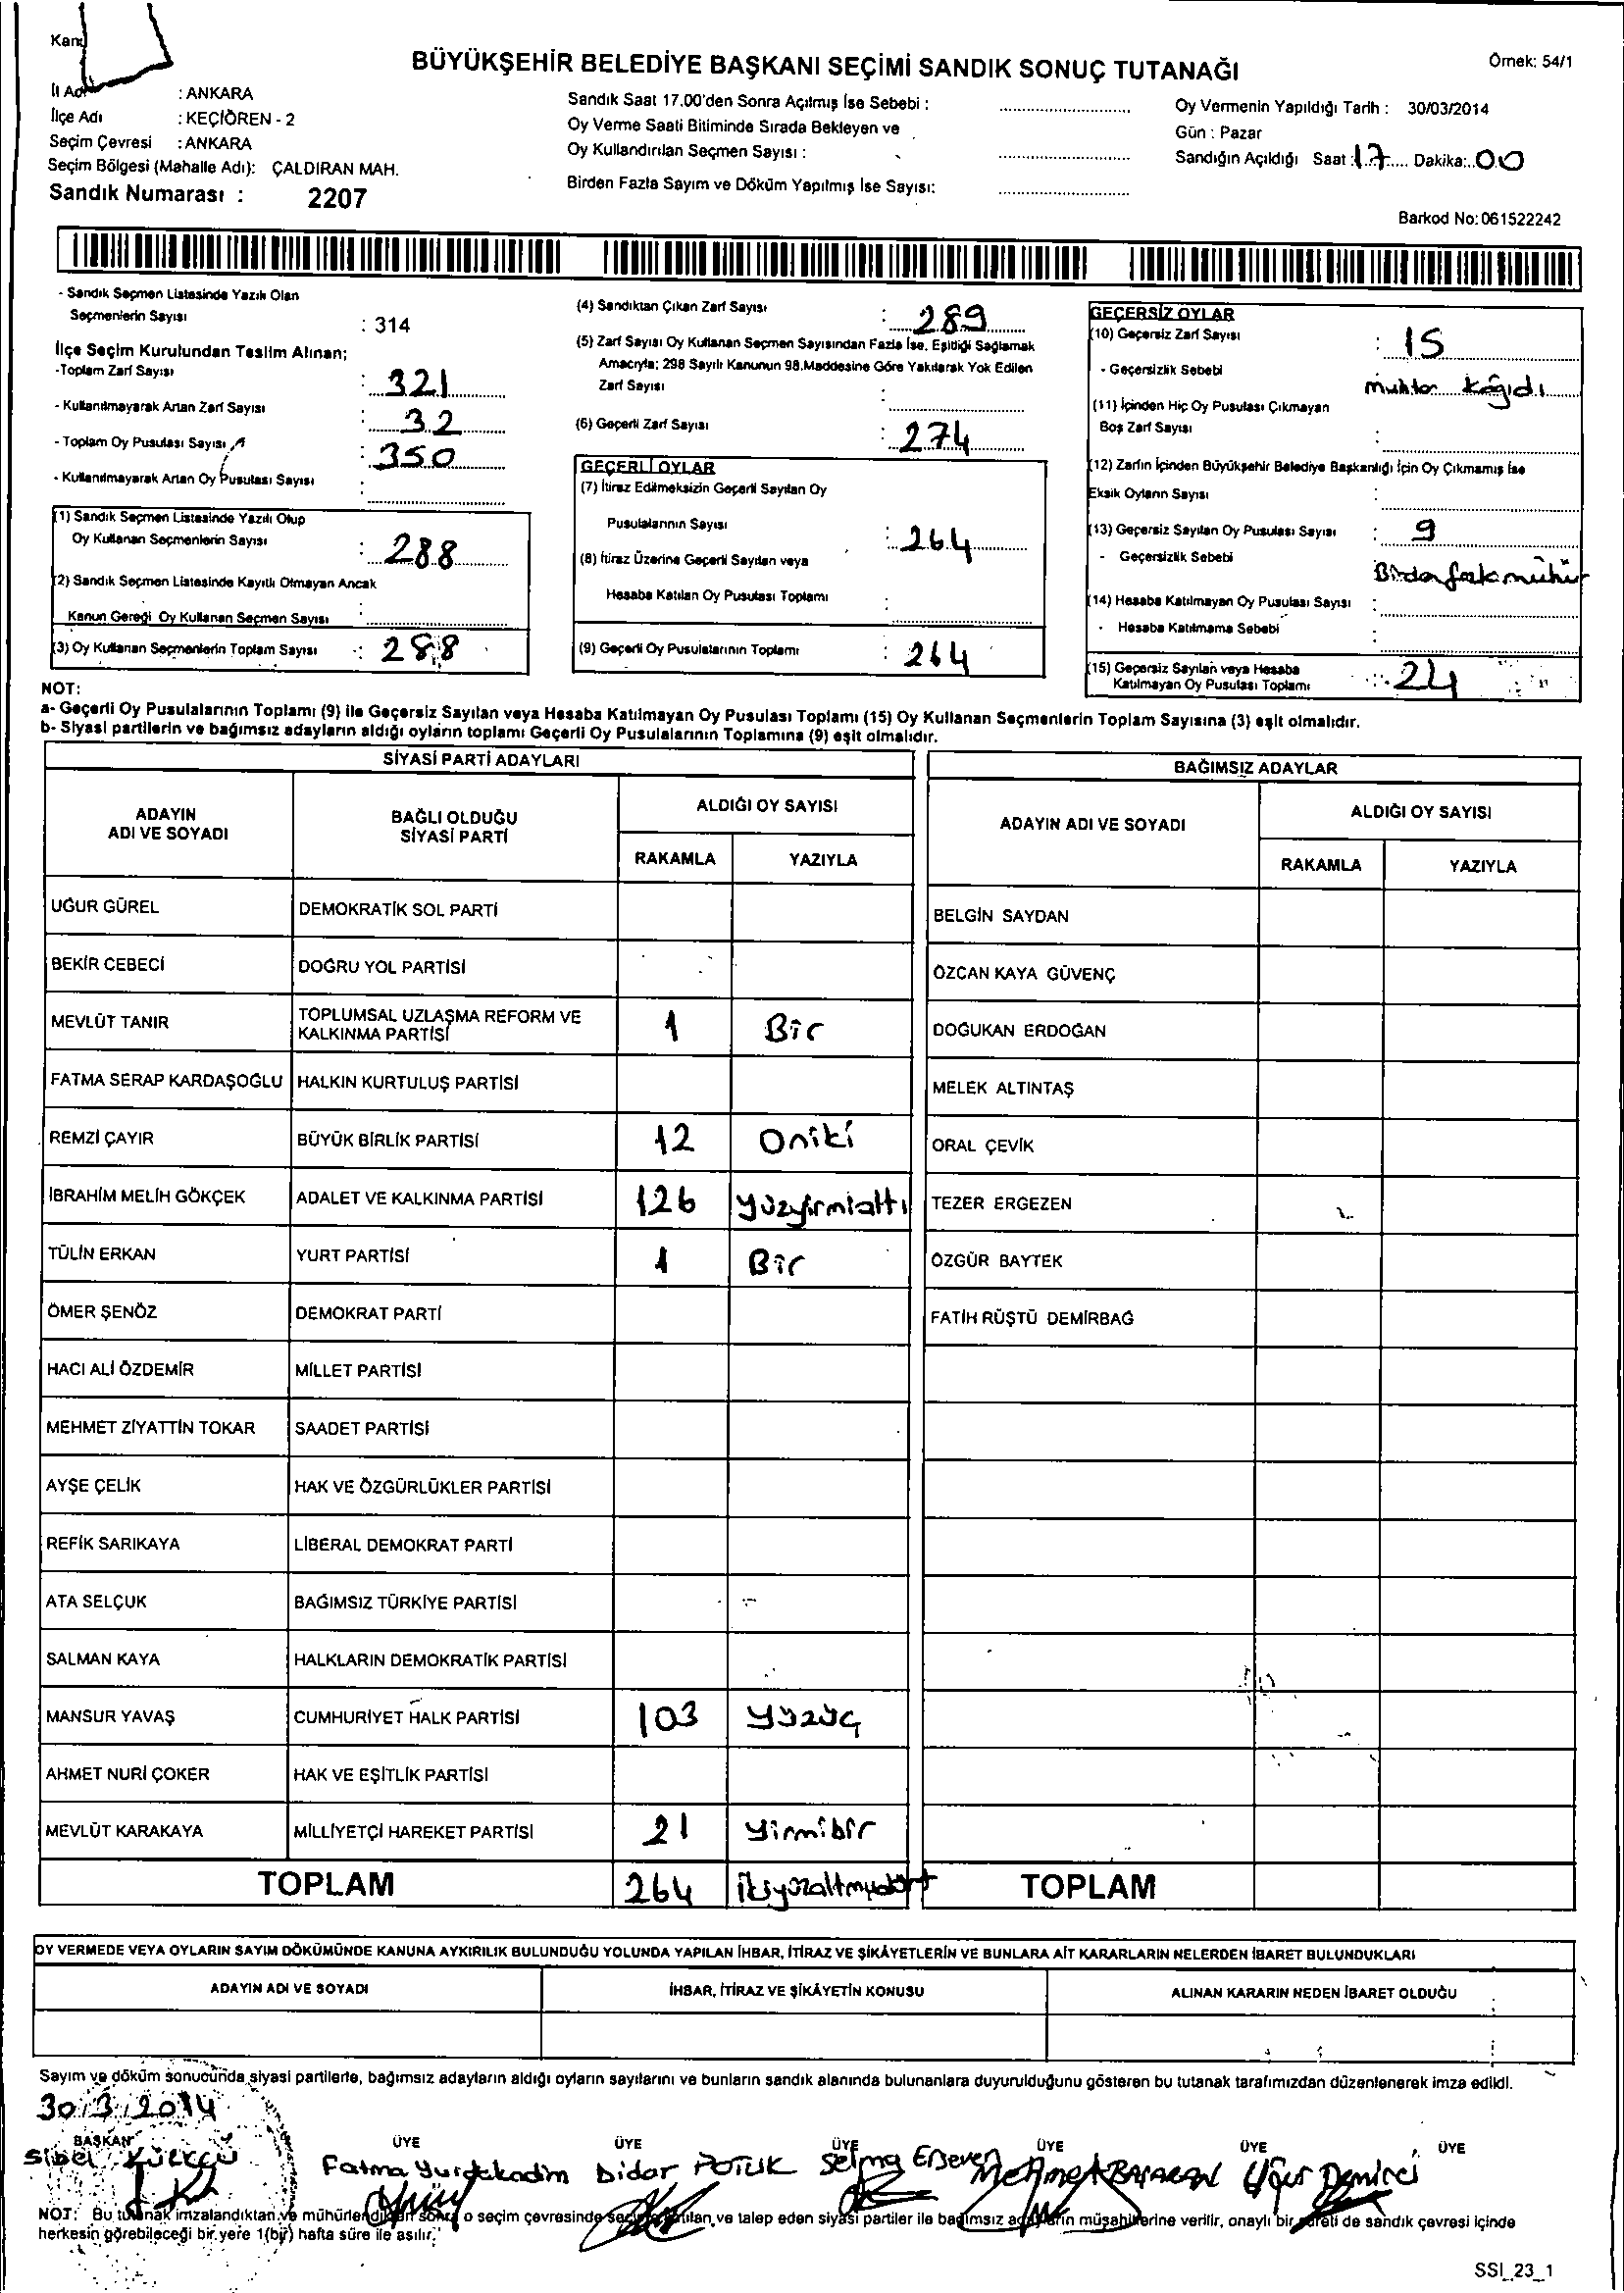 BÜYÜKŞEHİR BELEDİYE BAŞKANI SEÇİMİ SANDIK SONUÇ TUTANAĞI
Örnek: 54/1
: ANKARA
İlçe Adı : KEÇİÖREN - 2
Seçim Çevresi : ANKARA
Seçim Bölgesi (Mahalle Adı): ÇALDIRAN MAH.
Sandık Numarası : 2207
Sandık Saat 17.00'den Sonra Açılmış İse Sebebi :
Oy Verme Saati Bitiminde Sırada Bekleyen ve
Oy Kullandırılan Seçmen Sayısı :
Birden Fazla Sayım ve Döküm Yapılmış İse Sayısı:
Oy Vermenin Yapıldığı Tarih : 30/03/2014
Gün : Pazar
Sandığın Açıldığı Saat : 17 Dakika: 00
Barkod No: 061522242
- Sandık Seçmen Listesinde Yazılı Olan
Seçmenlerin Sayısı : 314
İlçe Seçim Kurulundan Teslim Alınan;
-Toplam Zarf Sayısı : 321
- Kullanılmayarak Artan Zarf Sayısı : 32
- Toplam Oy Pusulası Sayısı : 350
- Kullanılmayarak Artan Oy Pusulası Sayısı :
(1) Sandık Seçmen Listesinde Yazılı Olup
Oy Kullanan Seçmenlerin Sayısı : 288
(2) Sandık Seçmen Listesinde Kayıtlı Olmayan Ancak
Kanun Gereği Oy Kullanan Seçmen Sayısı :
(3) Oy Kullanan Seçmenlerin Toplam Sayısı : 288
(4) Sandıktan Çıkan Zarf Sayısı : 289
(5) Zarf Sayısı Oy Kullanan Seçmen Sayısından Fazla İse, Eşitliği Sağlamak
Amacıyla; 298 Sayılı Kanunun 98.Maddesine Göre Yakılarak Yok Edilen
Zarf Sayısı :
(6) Geçerli Zarf Sayısı : 274
GEÇERLİ OYLAR
(7) İtiraz Edilmeksizin Geçerli Sayılan Oy
Pusulalarının Sayısı : 264
(8) İtiraz Üzerine Geçerli Sayılan veya
Hesaba Katılan Oy Pusulası Toplamı :
(9) Geçerli Oy Pusulalarının Toplamı : 264
GEÇERSİZ OYLAR
(10) Geçersiz Zarf Sayısı : 15
- Geçersizlik Sebebi muhtar kağıdı
(11) İçinden Hiç Oy Pusulası Çıkmayan
Boş Zarf Sayısı :
(12) Zarfın İçinden Büyükşehir Belediye Başkanlığı İçin Oy Çıkmamış İse
Eksik Oyların Sayısı :
(13) Geçersiz Sayılan Oy Pusulası Sayısı : 9
- Geçersizlik Sebebi
(14) Hesaba Katılmayan Oy Pusulası Sayısı :
- Hesaba Katılmama Sebebi :
(15) Geçersiz Sayılan veya Hesaba
Katılmayan Oy Pusulası Toplamı : 24
NOT:
a- Geçerli Oy Pusulalarının Toplamı (9) ile Geçersiz Sayılan veya Hesaba Katılmayan Oy Pusulası Toplamı (15) Oy Kullanan Seçmenlerin Toplam Sayısına (3) eşit olmalıdır.
b- Siyasi partilerin ve bağımsız adayların aldığı oyların toplamı Geçerli Oy Pusulalarının Toplamına (9) eşit olmalıdır.
SİYASİ PARTİ ADAYLARI
ADAYIN
ADI VE SOYADI
BAĞLI OLDUĞU
SİYASİ PARTİ
ALDIĞI OY SAYISI
RAKAMLA YAZIYLA
UĞUR GÜREL DEMOKRATİK SOL PARTİ
BEKİR CEBECİ DOĞRU YOL PARTİSİ
MEVLÜT TANIR TOPLUMSAL UZLAŞMA REFORM VE
KALKINMA PARTİSİ 1 Bir
FATMA SERAP KARDAŞOĞLU HALKIN KURTULUŞ PARTİSİ
REMZİ ÇAYIR BÜYÜK BİRLİK PARTİSİ 12 Oniki
İBRAHİM MELİH GÖKÇEK ADALET VE KALKINMA PARTİSİ 126 yüzyirmialtı
TÜLİN ERKAN YURT PARTİSİ 1 Bir
ÖMER ŞENÖZ DEMOKRAT PARTİ
HACI ALİ ÖZDEMİR MİLLET PARTİSİ
MEHMET ZİYATTİN TOKAR SAADET PARTİSİ
AYŞE ÇELİK HAK VE ÖZGÜRLÜKLER PARTİSİ
REFİK SARIKAYA LİBERAL DEMOKRAT PARTİ
ATA SELÇUK BAĞIMSIZ TÜRKİYE PARTİSİ
SALMAN KAYA HALKLARIN DEMOKRATİK PARTİSİ
MANSUR YAVAŞ CUMHURİYET HALK PARTİSİ 103 yüzüç
AHMET NURİ ÇOKER HAK VE EŞİTLİK PARTİSİ
MEVLÜT KARAKAYA MİLLİYETÇİ HAREKET PARTİSİ 21 yirmibir
TOPLAM 264 ikiyüzaltmışdört
BAĞIMSIZ ADAYLAR
ADAYIN ADI VE SOYADI
ALDIĞI OY SAYISI
RAKAMLA YAZIYLA
BELGİN SAYDAN
ÖZCAN KAYA GÜVENÇ
DOĞUKAN ERDOĞAN
MELEK ALTINTAŞ
ORAL ÇEVİK
TEZER ERGEZEN
ÖZGÜR BAYTEK
FATİH RÜŞTÜ DEMİRBAĞ
TOPLAM
OY VERMEDE VEYA OYLARIN SAYIM DÖKÜMÜNDE KANUNA AYKIRILIK BULUNDUĞU YOLUNDA YAPILAN İHBAR, İTİRAZ VE ŞİKÂYETLERİN VE BUNLARA AİT KARARLARIN NELERDEN İBARET BULUNDUKLARI
ADAYIN ADI VE SOYADI İHBAR, İTİRAZ VE ŞİKÂYETİN KONUSU ALINAN KARARIN NEDEN İBARET OLDUĞU
Sayım ve döküm sonucunda siyasi partilerle, bağımsız adayların aldığı oyların sayılarını ve bunların sandık alanında bulunanlara duyurulduğunu gösteren bu tutanak tarafımızdan düzenlenerek imza edildi.
30.3.2014
BAŞKAN ÜYE ÜYE ÜYE ÜYE ÜYE ÜYE
Sibel Fatma Yurdakadim Didar Selma Erseven Mehmet BAŞARAN Uğur Demirci
NOT: Bu tutanak imzalandıktan ve mühürlendikten sonra o seçim çevresinde ve talep eden siyasi partiler ile bağımsız adayların müşahitlerine verilir, onaylı bir sureti de sandık çevresi içinde
herkesin görebileceği bir yere 1(bir) hafta süre ile asılır.
SSI_23_1